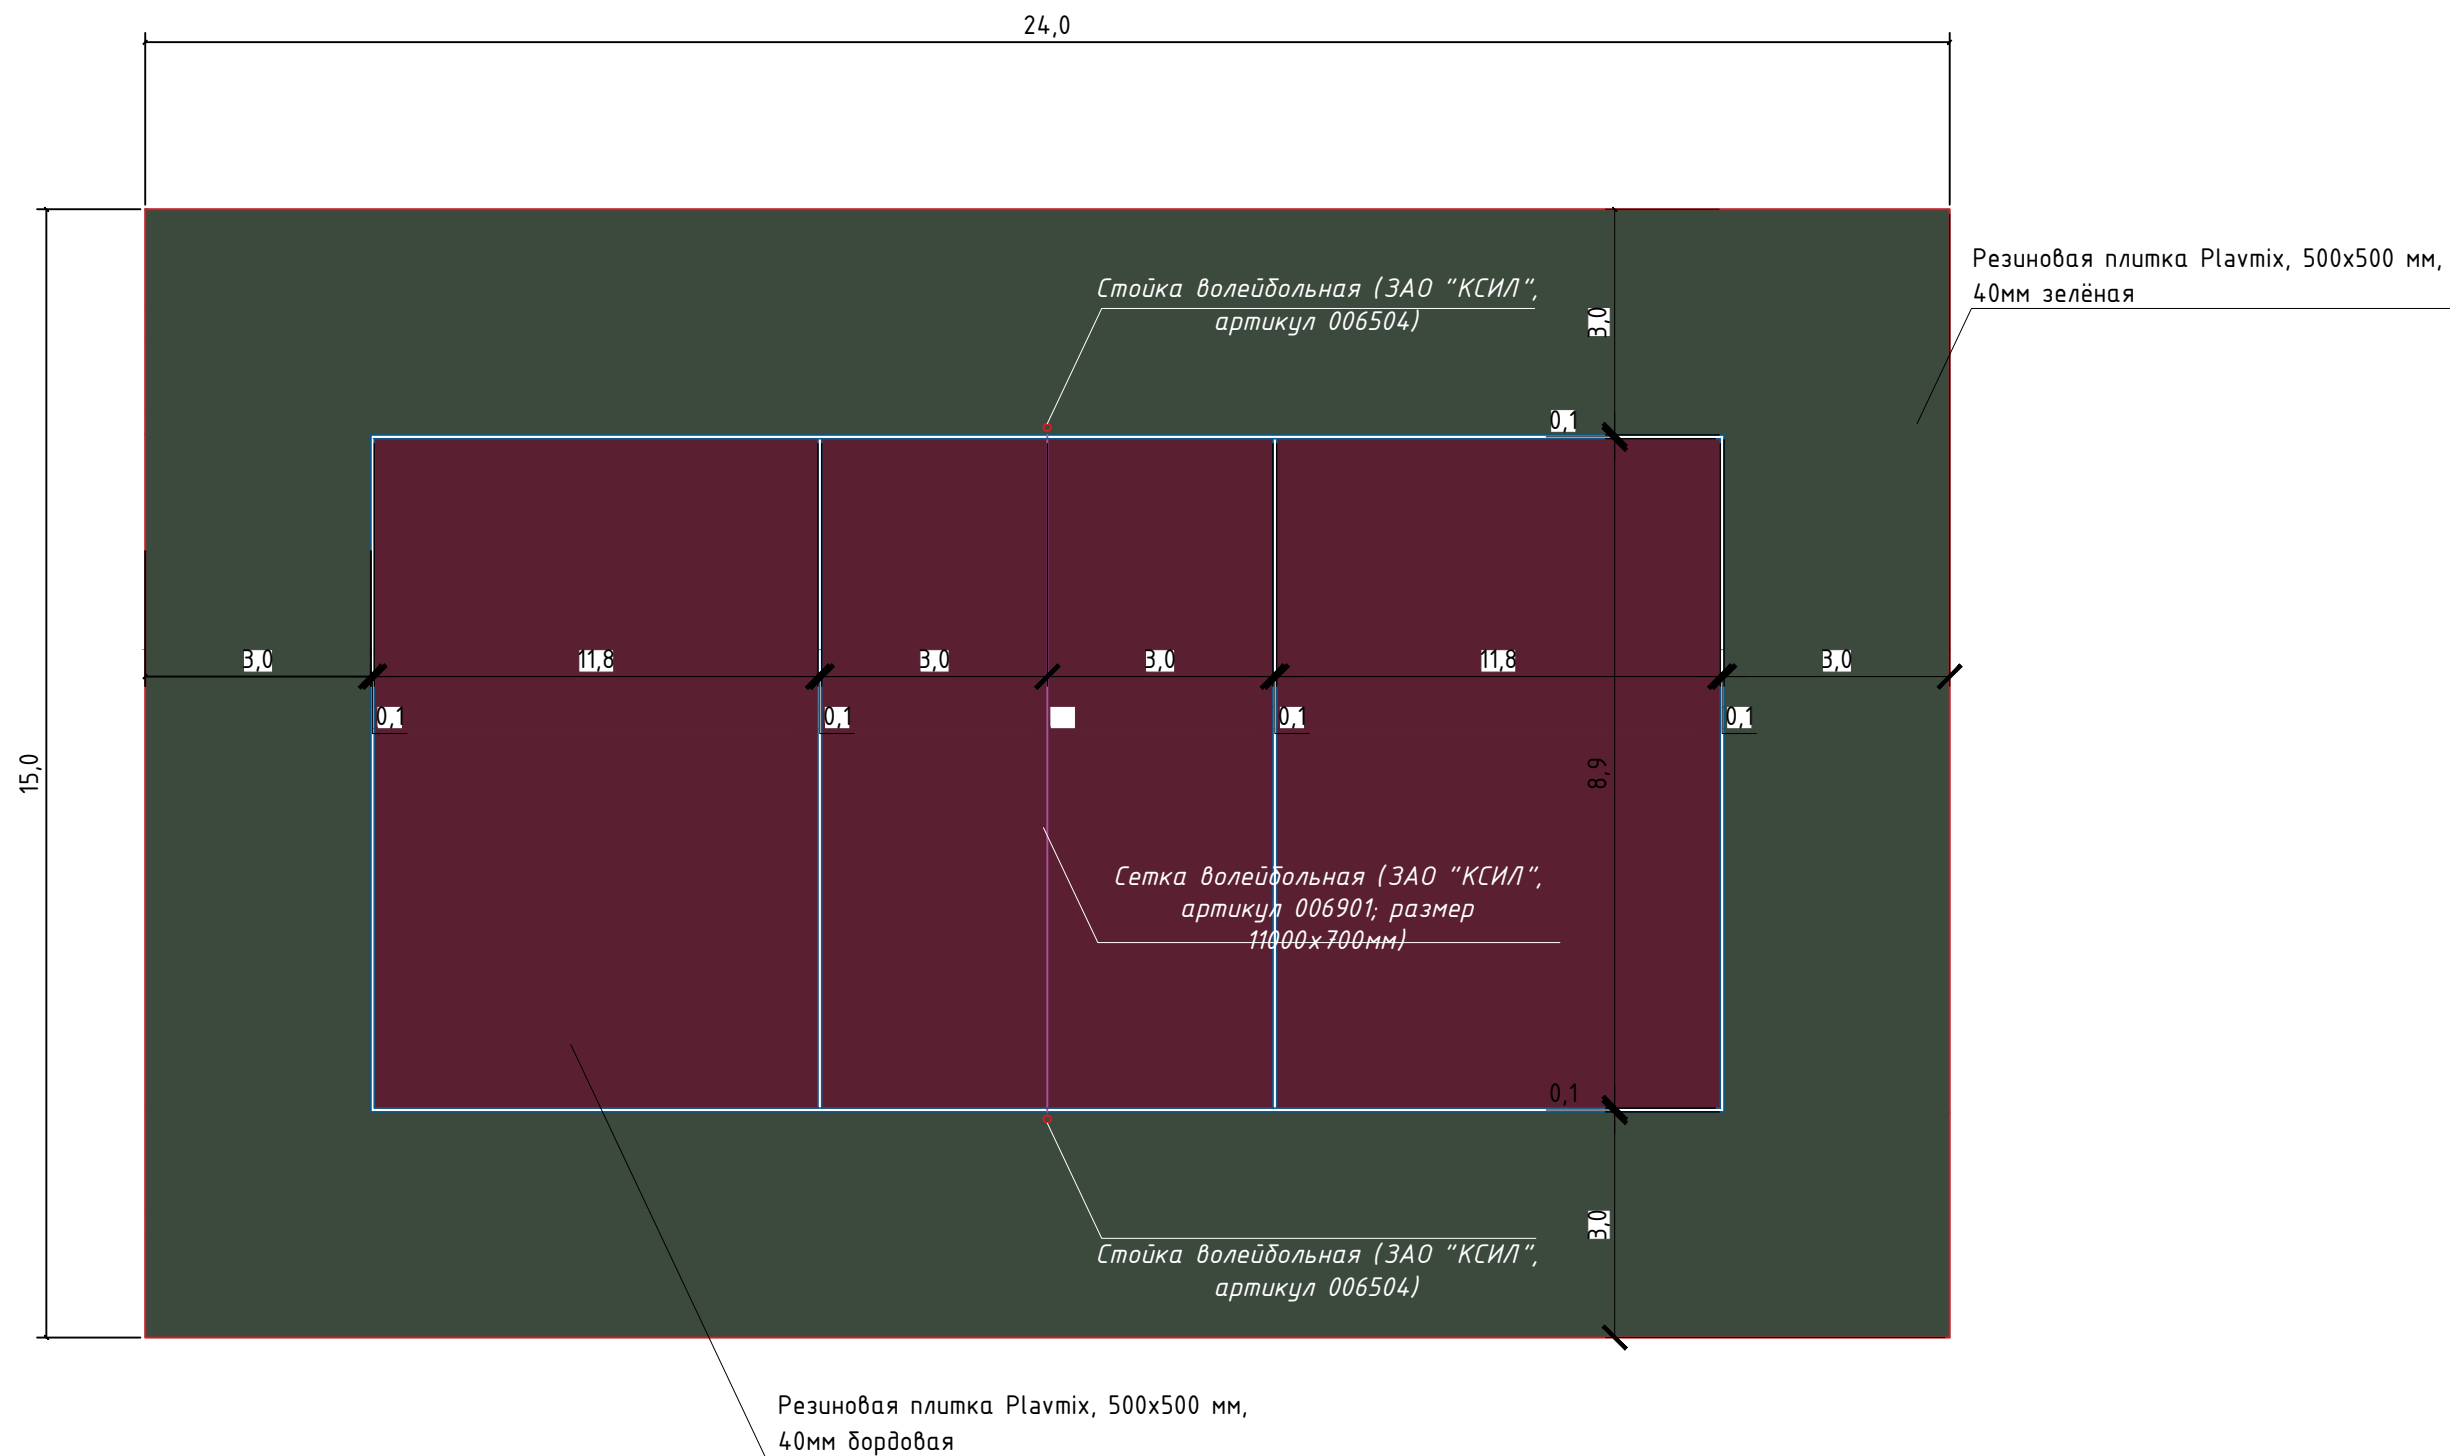 24,0
Резиновая плитка Plavmix, 500х500 мм,
40мм зелёная
Стойка волейбольная (ЗАО "КСИЛ",
артикул 006504)
3,0
0,1
3,0
11,8
3,0
3,0
11,8
3,0
0,1
0,1
0,1
0,1
15,0
8,9
Сетка волейбольная (ЗАО "КСИЛ",
артикул 006901; размер
11000х700мм)
0,1
3,0
Стойка волейбольная (ЗАО "КСИЛ",
артикул 006504)
Резиновая плитка Plavmix, 500х500 мм,
40мм бордовая